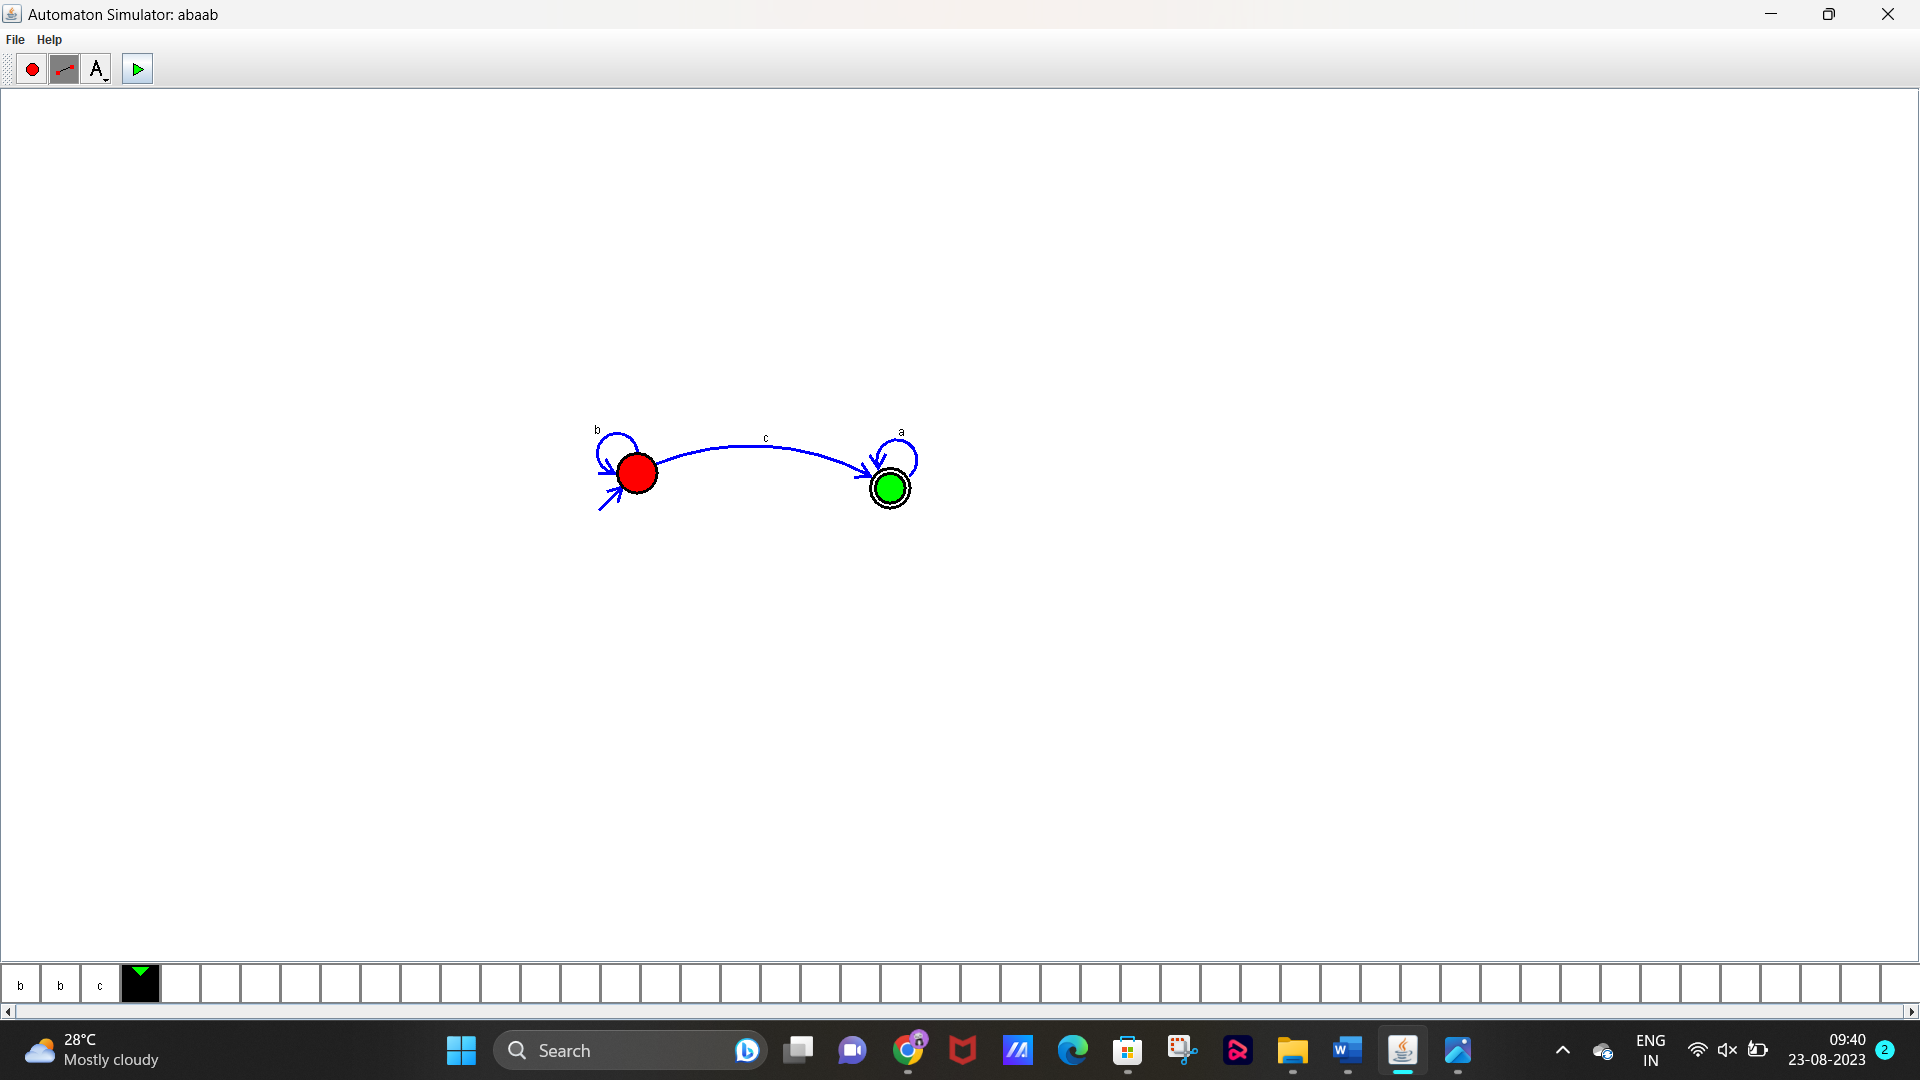 Automaton Simulator: abaab
File Help
A
b
c
a
b b c
28°C
Mostly cloudy
Search
ENG
IN
09:40
23-08-2023
2